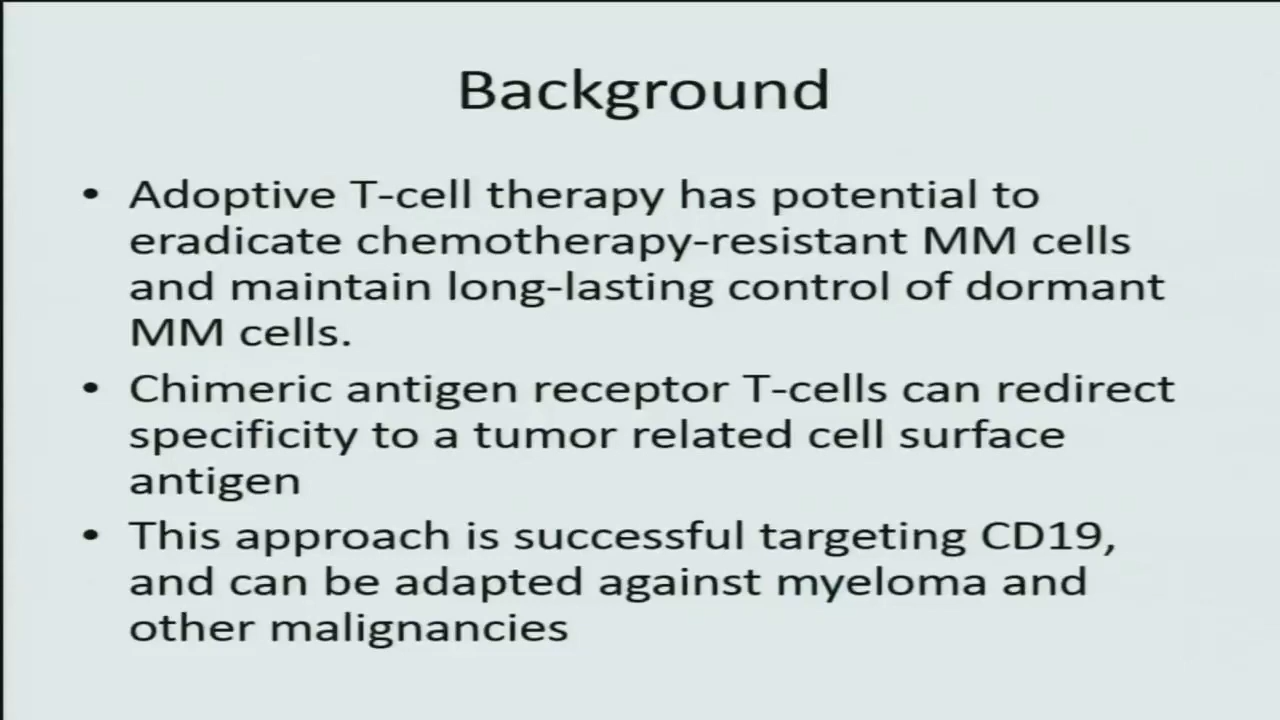 Background
• Adoptive T-cell therapy has potential to
eradicate chemotherapy-resistant MM cells
and maintain long-lasting control of dormant
MM cells.
• Chimeric antigen receptor T-cells can redirect
specificity to a tumor related cell surface
antigen
• This approach is successful targeting CD19,
and can be adapted against myeloma and
other malignancies